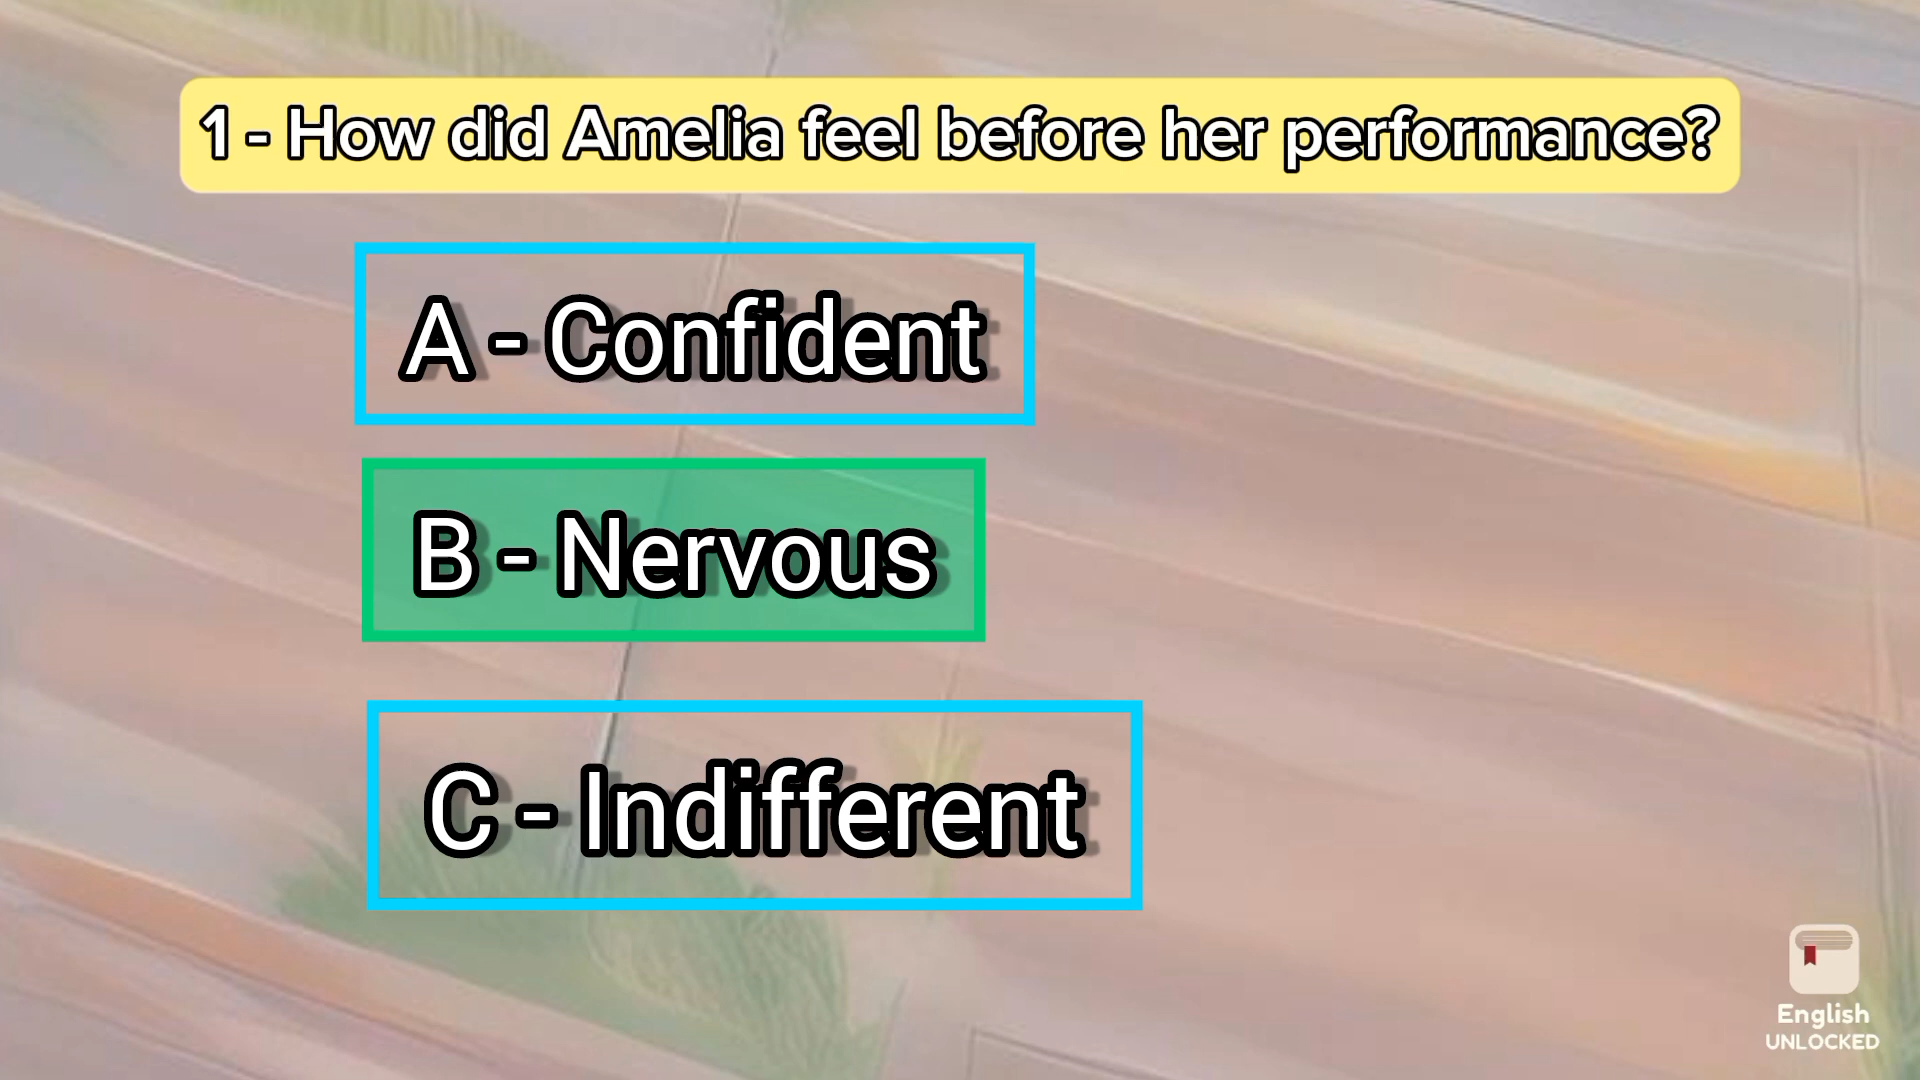 1 - How did Amelia feel before her performance?
A - Confident
B - Nervous
C - Indifferent
English
UNLOCKED